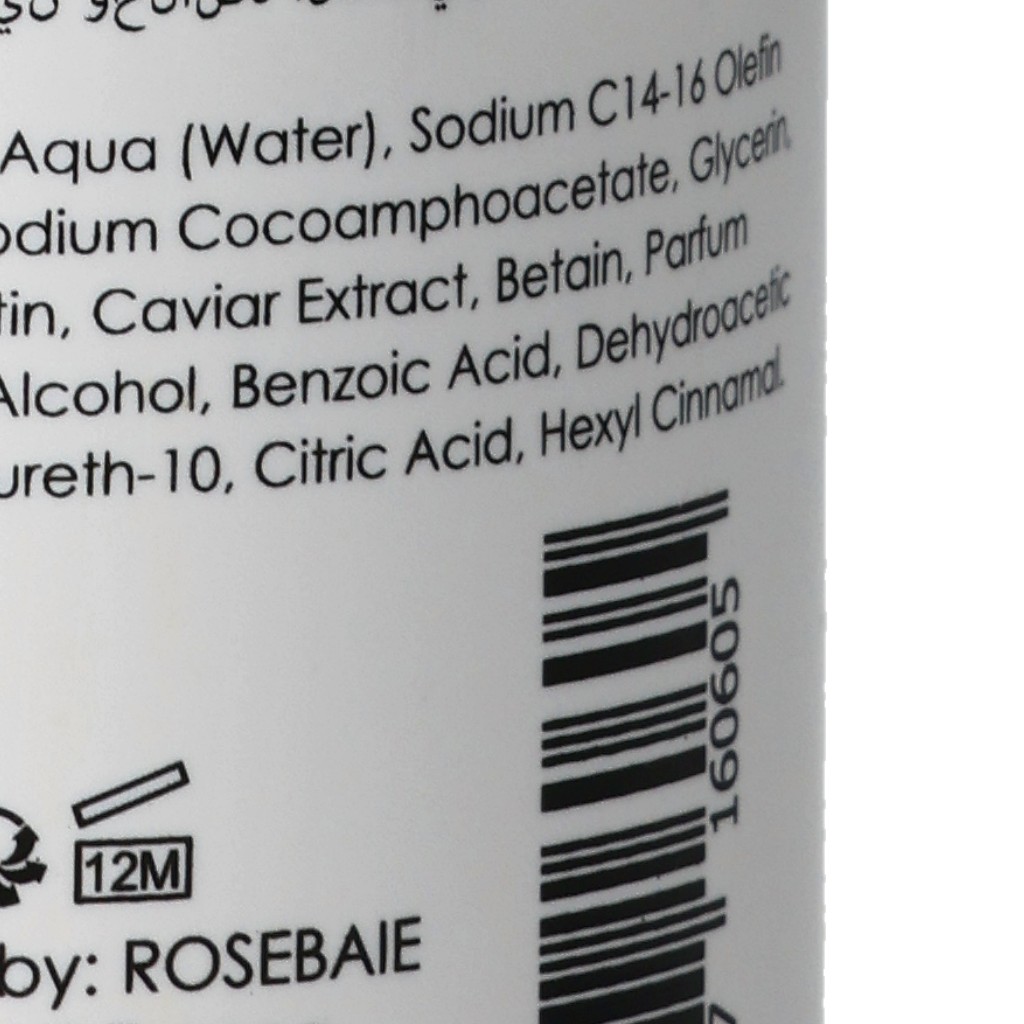 Aqua (Water), Sodium C14-16 Olefin
odium Cocoamphoacetate, Glycerin,
tin, Caviar Extract, Betain, Parfum
Alcohol, Benzoic Acid, Dehydroacetic
ureth-10, Citric Acid, Hexyl Cinnamal.
160605
12M
by: ROSEBAIE